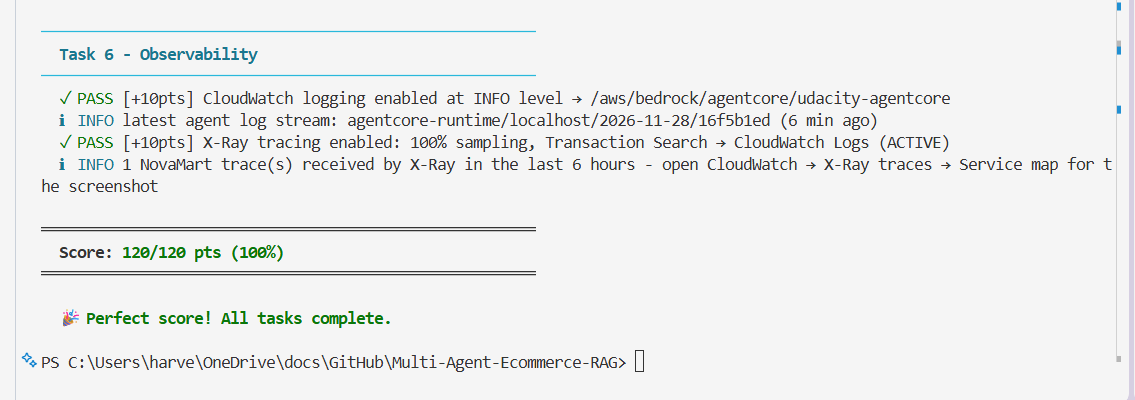 Task 6 - Observability
✓ PASS [+10pts] CloudWatch logging enabled at INFO level → /aws/bedrock/agentcore/udacity-agentcore
ℹ INFO latest agent log stream: agentcore-runtime/localhost/2026-11-28/16f5b1ed (6 min ago)
✓ PASS [+10pts] X-Ray tracing enabled: 100% sampling, Transaction Search → CloudWatch Logs (ACTIVE)
ℹ INFO 1 NovaMart trace(s) received by X-Ray in the last 6 hours - open CloudWatch → X-Ray traces → Service map for t
he screenshot
Score: 120/120 pts (100%)
🎉 Perfect score! All tasks complete.
PS C:\Users\harve\OneDrive\docs\GitHub\Multi-Agent-Ecommerce-RAG>